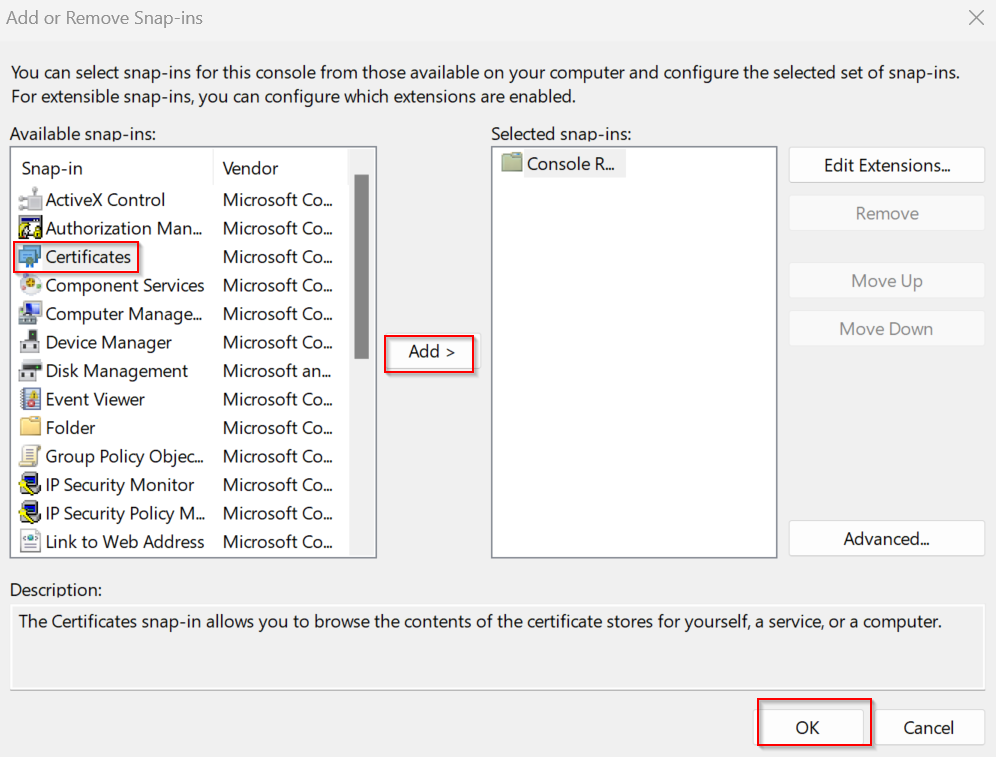 Add or Remove Snap-ins
You can select snap-ins for this console from those available on your computer and configure the selected set of snap-ins.
For extensible snap-ins, you can configure which extensions are enabled.
Available snap-ins:
Selected snap-ins:
Snap-in Vendor
ActiveX Control Microsoft Co...
Authorization Man... Microsoft Co...
Certificates Microsoft Co...
Component Services Microsoft Co...
Computer Manage... Microsoft Co...
Device Manager Microsoft Co...
Disk Management Microsoft an...
Event Viewer Microsoft Co...
Folder Microsoft Co...
Group Policy Objec... Microsoft Co...
IP Security Monitor Microsoft Co...
IP Security Policy M... Microsoft Co...
Link to Web Address Microsoft Co...
Add >
Console R...
Edit Extensions...
Remove
Move Up
Move Down
Advanced...
Description:
The Certificates snap-in allows you to browse the contents of the certificate stores for yourself, a service, or a computer.
OK
Cancel